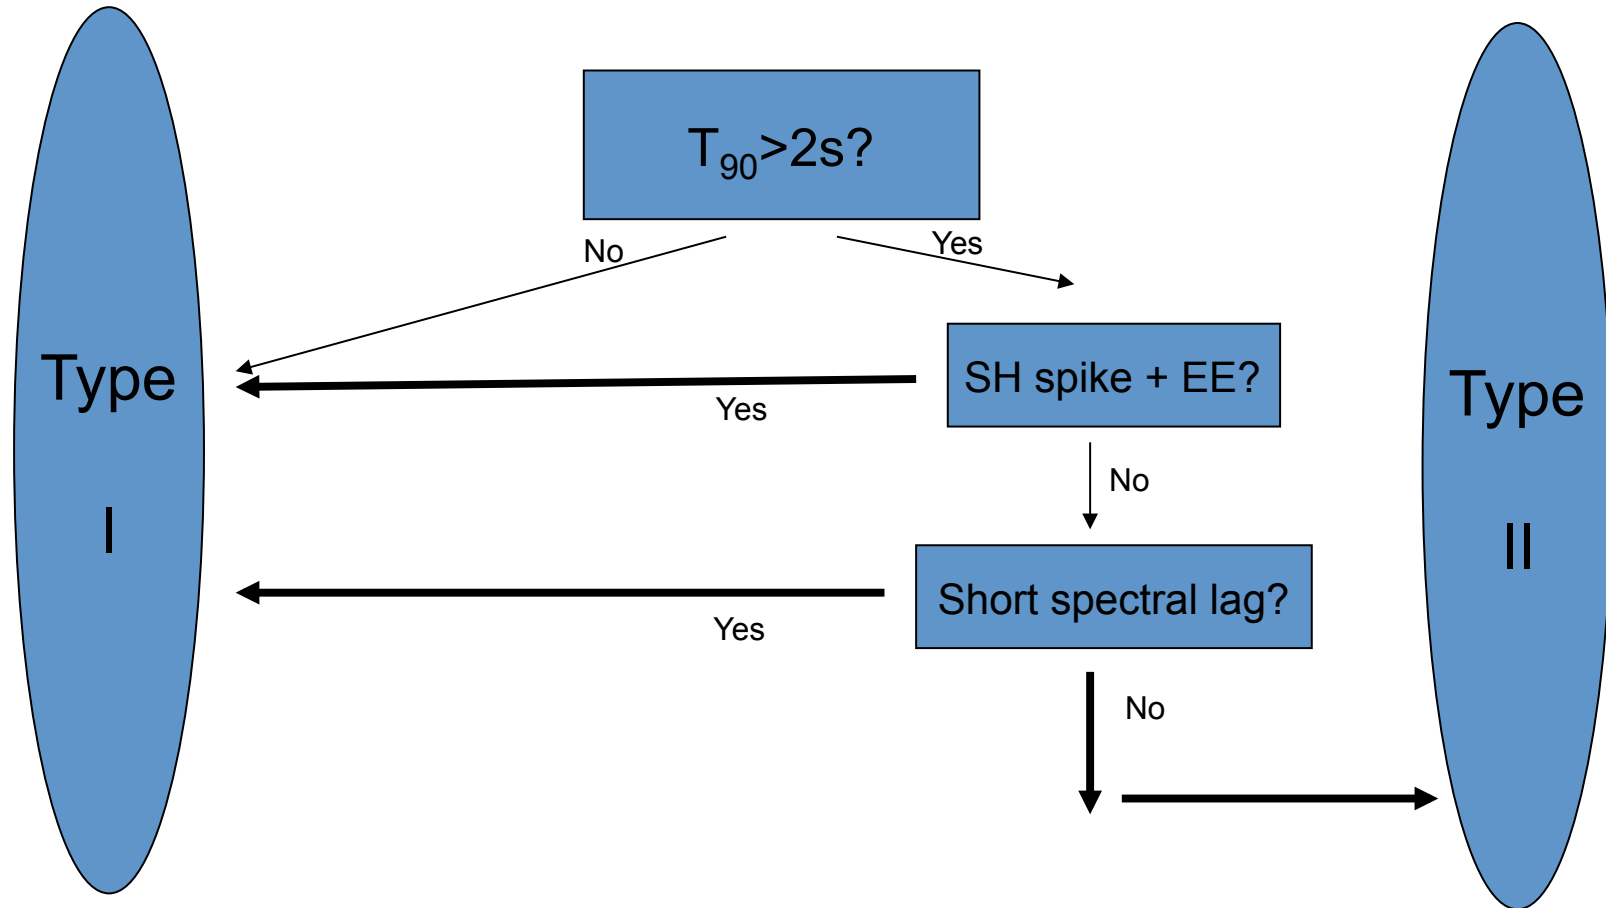 T₉₀>2s?
No
Yes
Type
I
SH spike + EE?
Yes
No
Short spectral lag?
Yes
No
Type
II